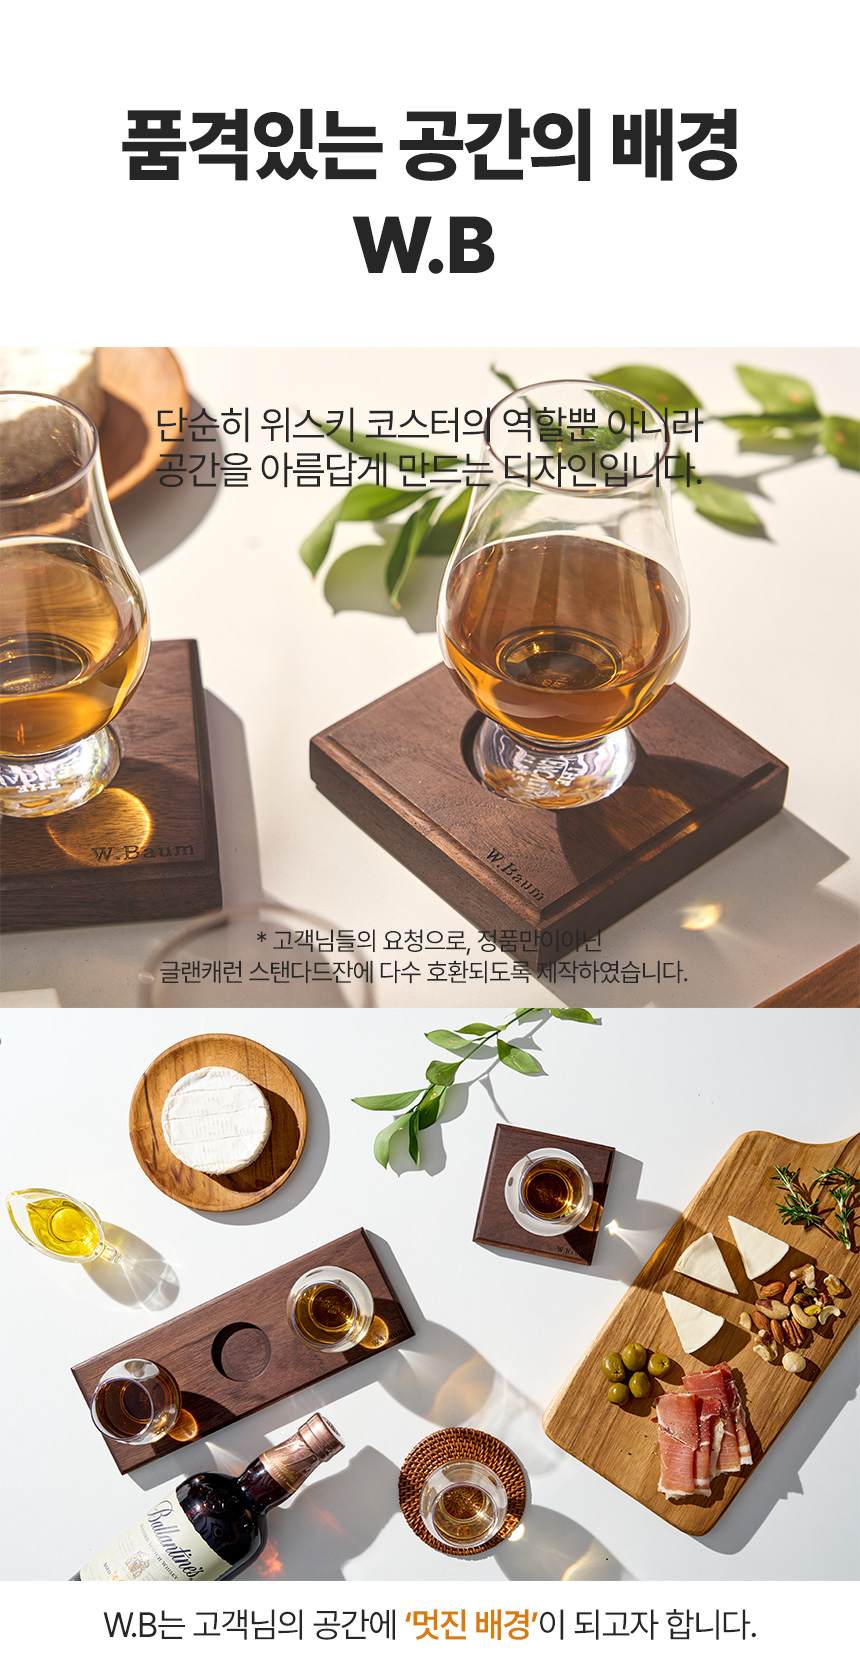 품격있는 공간의 배경
W.B
단순히 위스키 코스터의 역할뿐 아니라
공간을 아름답게 만드는 디자인입니다.
W.Baum
W.Baum
* 고객님들의 요청으로, 정품만이아닌
글랜캐런 스탠다드잔에 다수 호환되도록 제작하였습니다.
Ballantine's
W.B는 고객님의 공간에 ‘멋진 배경’이 되고자 합니다.